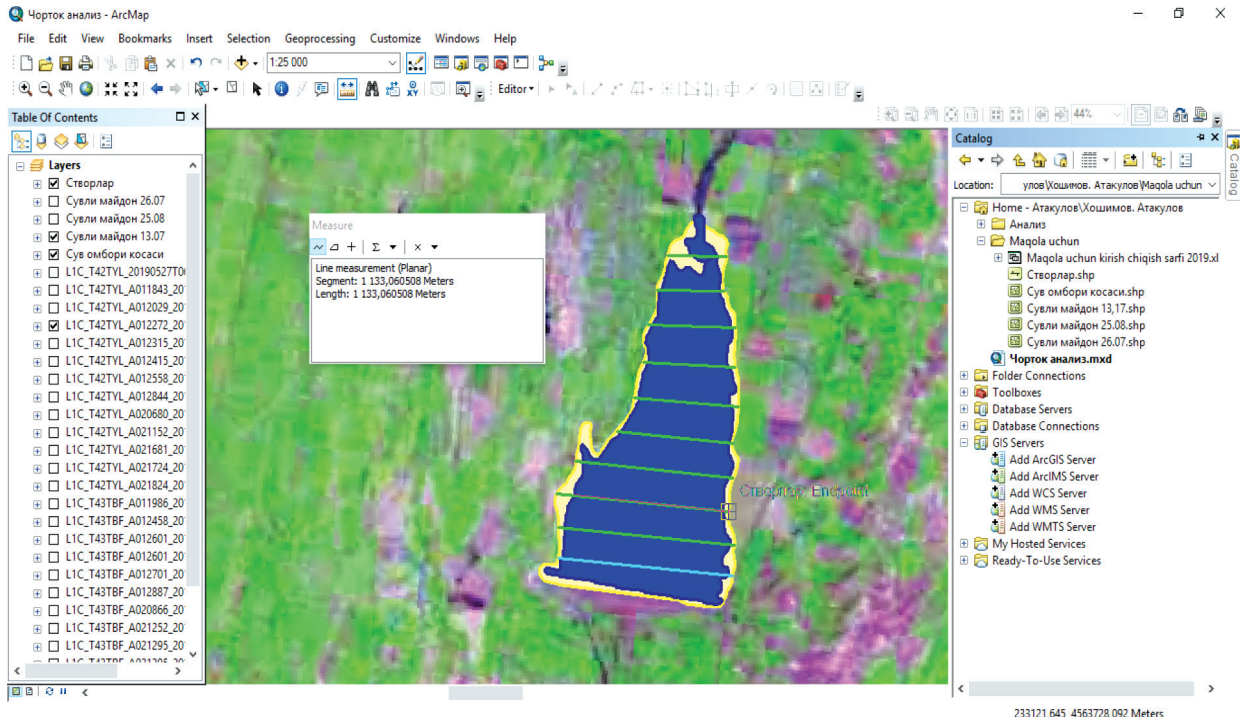 Чорток анализ - ArcMap
File Edit View Bookmarks Insert Selection Geoprocessing Customize Windows Help
1:25 000
Editor
44%
Table Of Contents
Layers
Створлар
Сувли майдон 26.07
Сувли майдон 25.08
Сувли майдон 13.07
Сув омбори косаси
L1C_T42TYL_20190527T0
L1C_T42TYL_A011843_20
L1C_T42TYL_A012029_20
L1C_T42TYL_A012272_20
L1C_T42TYL_A012315_20
L1C_T42TYL_A012415_20
L1C_T42TYL_A012558_20
L1C_T42TYL_A012844_20
L1C_T42TYL_A020680_20
L1C_T42TYL_A021152_20
L1C_T42TYL_A021681_20
L1C_T42TYL_A021724_20
L1C_T42TYL_A021824_20
L1C_T43TBF_A011986_20
L1C_T43TBF_A012458_20
L1C_T43TBF_A012601_20
L1C_T43TBF_A012601_20
L1C_T43TBF_A012701_20
L1C_T43TBF_A012887_20
L1C_T43TBF_A020866_20
L1C_T43TBF_A021252_20
L1C_T43TBF_A021295_20
Measure
Line measurement (Planar)
Segment: 1 133,060508 Meters
Length: 1 133,060508 Meters
Створлар: Endpoint
Catalog
Catalog
Location: улов\Хошимов. Атакулов\Maqola uchun
Home - Атакулов\Хошимов. Атакулов
Анализ
Maqola uchun
Maqola uchun kirish chiqish sarfi 2019.xl
Створлар.shp
Сув омбори косаси.shp
Сувли майдон 13,17.shp
Сувли майдон 25.08.shp
Сувли майдон 26.07.shp
Чорток анализ.mxd
Folder Connections
Toolboxes
Database Servers
Database Connections
GIS Servers
Add ArcGIS Server
Add ArcIMS Server
Add WCS Server
Add WMS Server
Add WMTS Server
My Hosted Services
Ready-To-Use Services
233121,645 4563728,092 Meters